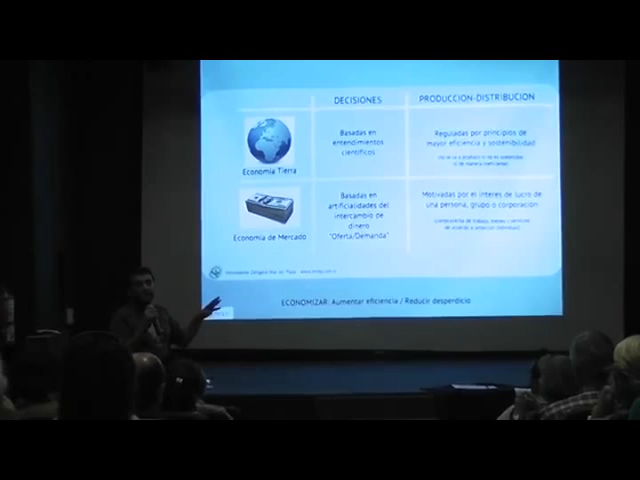 DECISIONES
PRODUCCION-DISTRIBUCION
Economía Tierra
Basadas en
entendimientos
científicos
Reguladas por principios de
mayor eficiencia y sostenibilidad
Economía de Mercado
Basadas en
artificialidades del
intercambio de
dinero
"Oferta/Demanda"
Motivadas por el interes de lucro de
una persona, grupo o corporación
ECONOMIZAR: Aumentar eficiencia / Reducir desperdicio